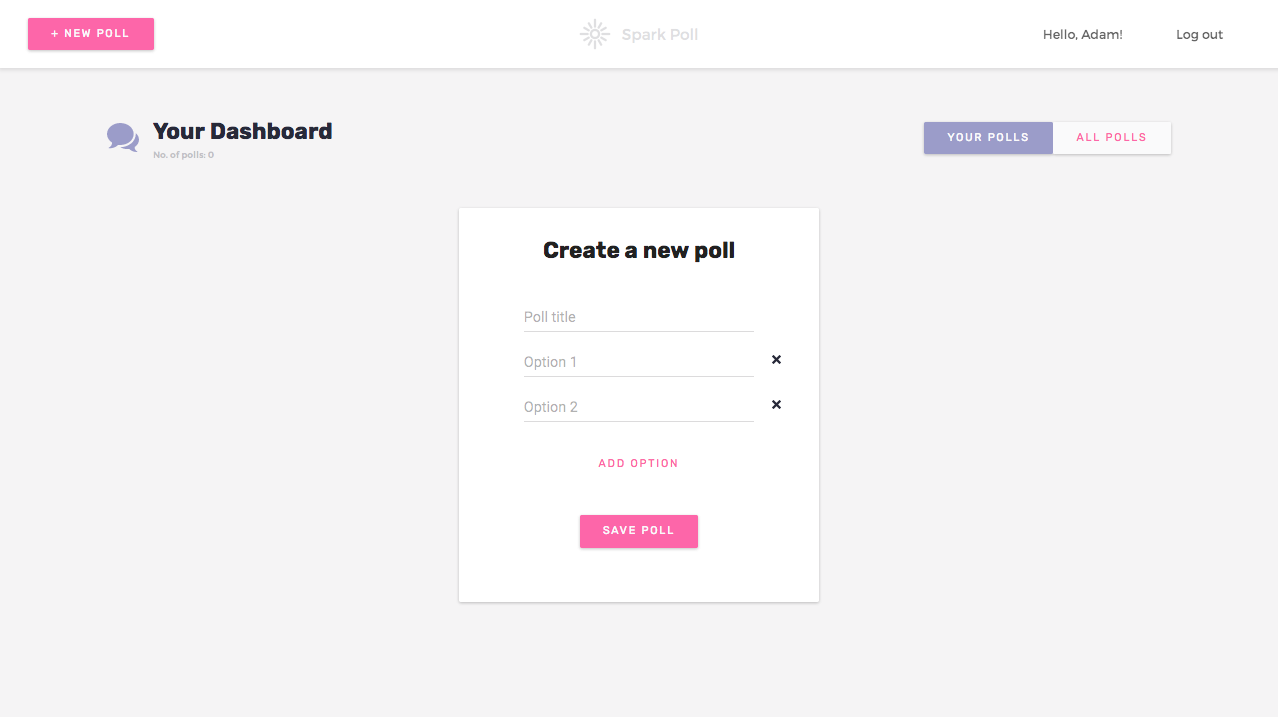 + NEW POLL
Spark Poll
Hello, Adam!
Log out
Your Dashboard
No. of polls: 0
YOUR POLLS
ALL POLLS
Create a new poll
Poll title
Option 1
Option 2
ADD OPTION
SAVE POLL